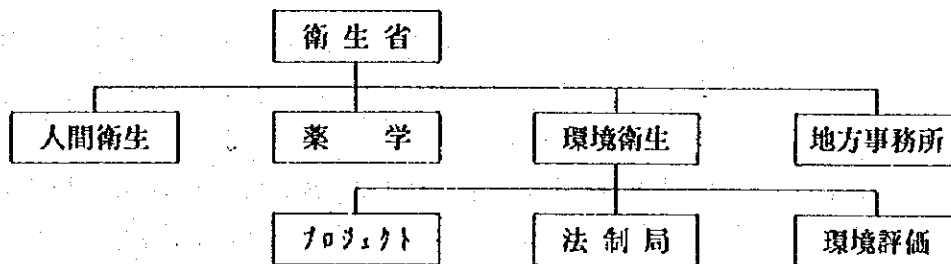 衛生省
人間衛生
薬学
環境衛生
地方事務所
プロジェクト
法制局
環境評価